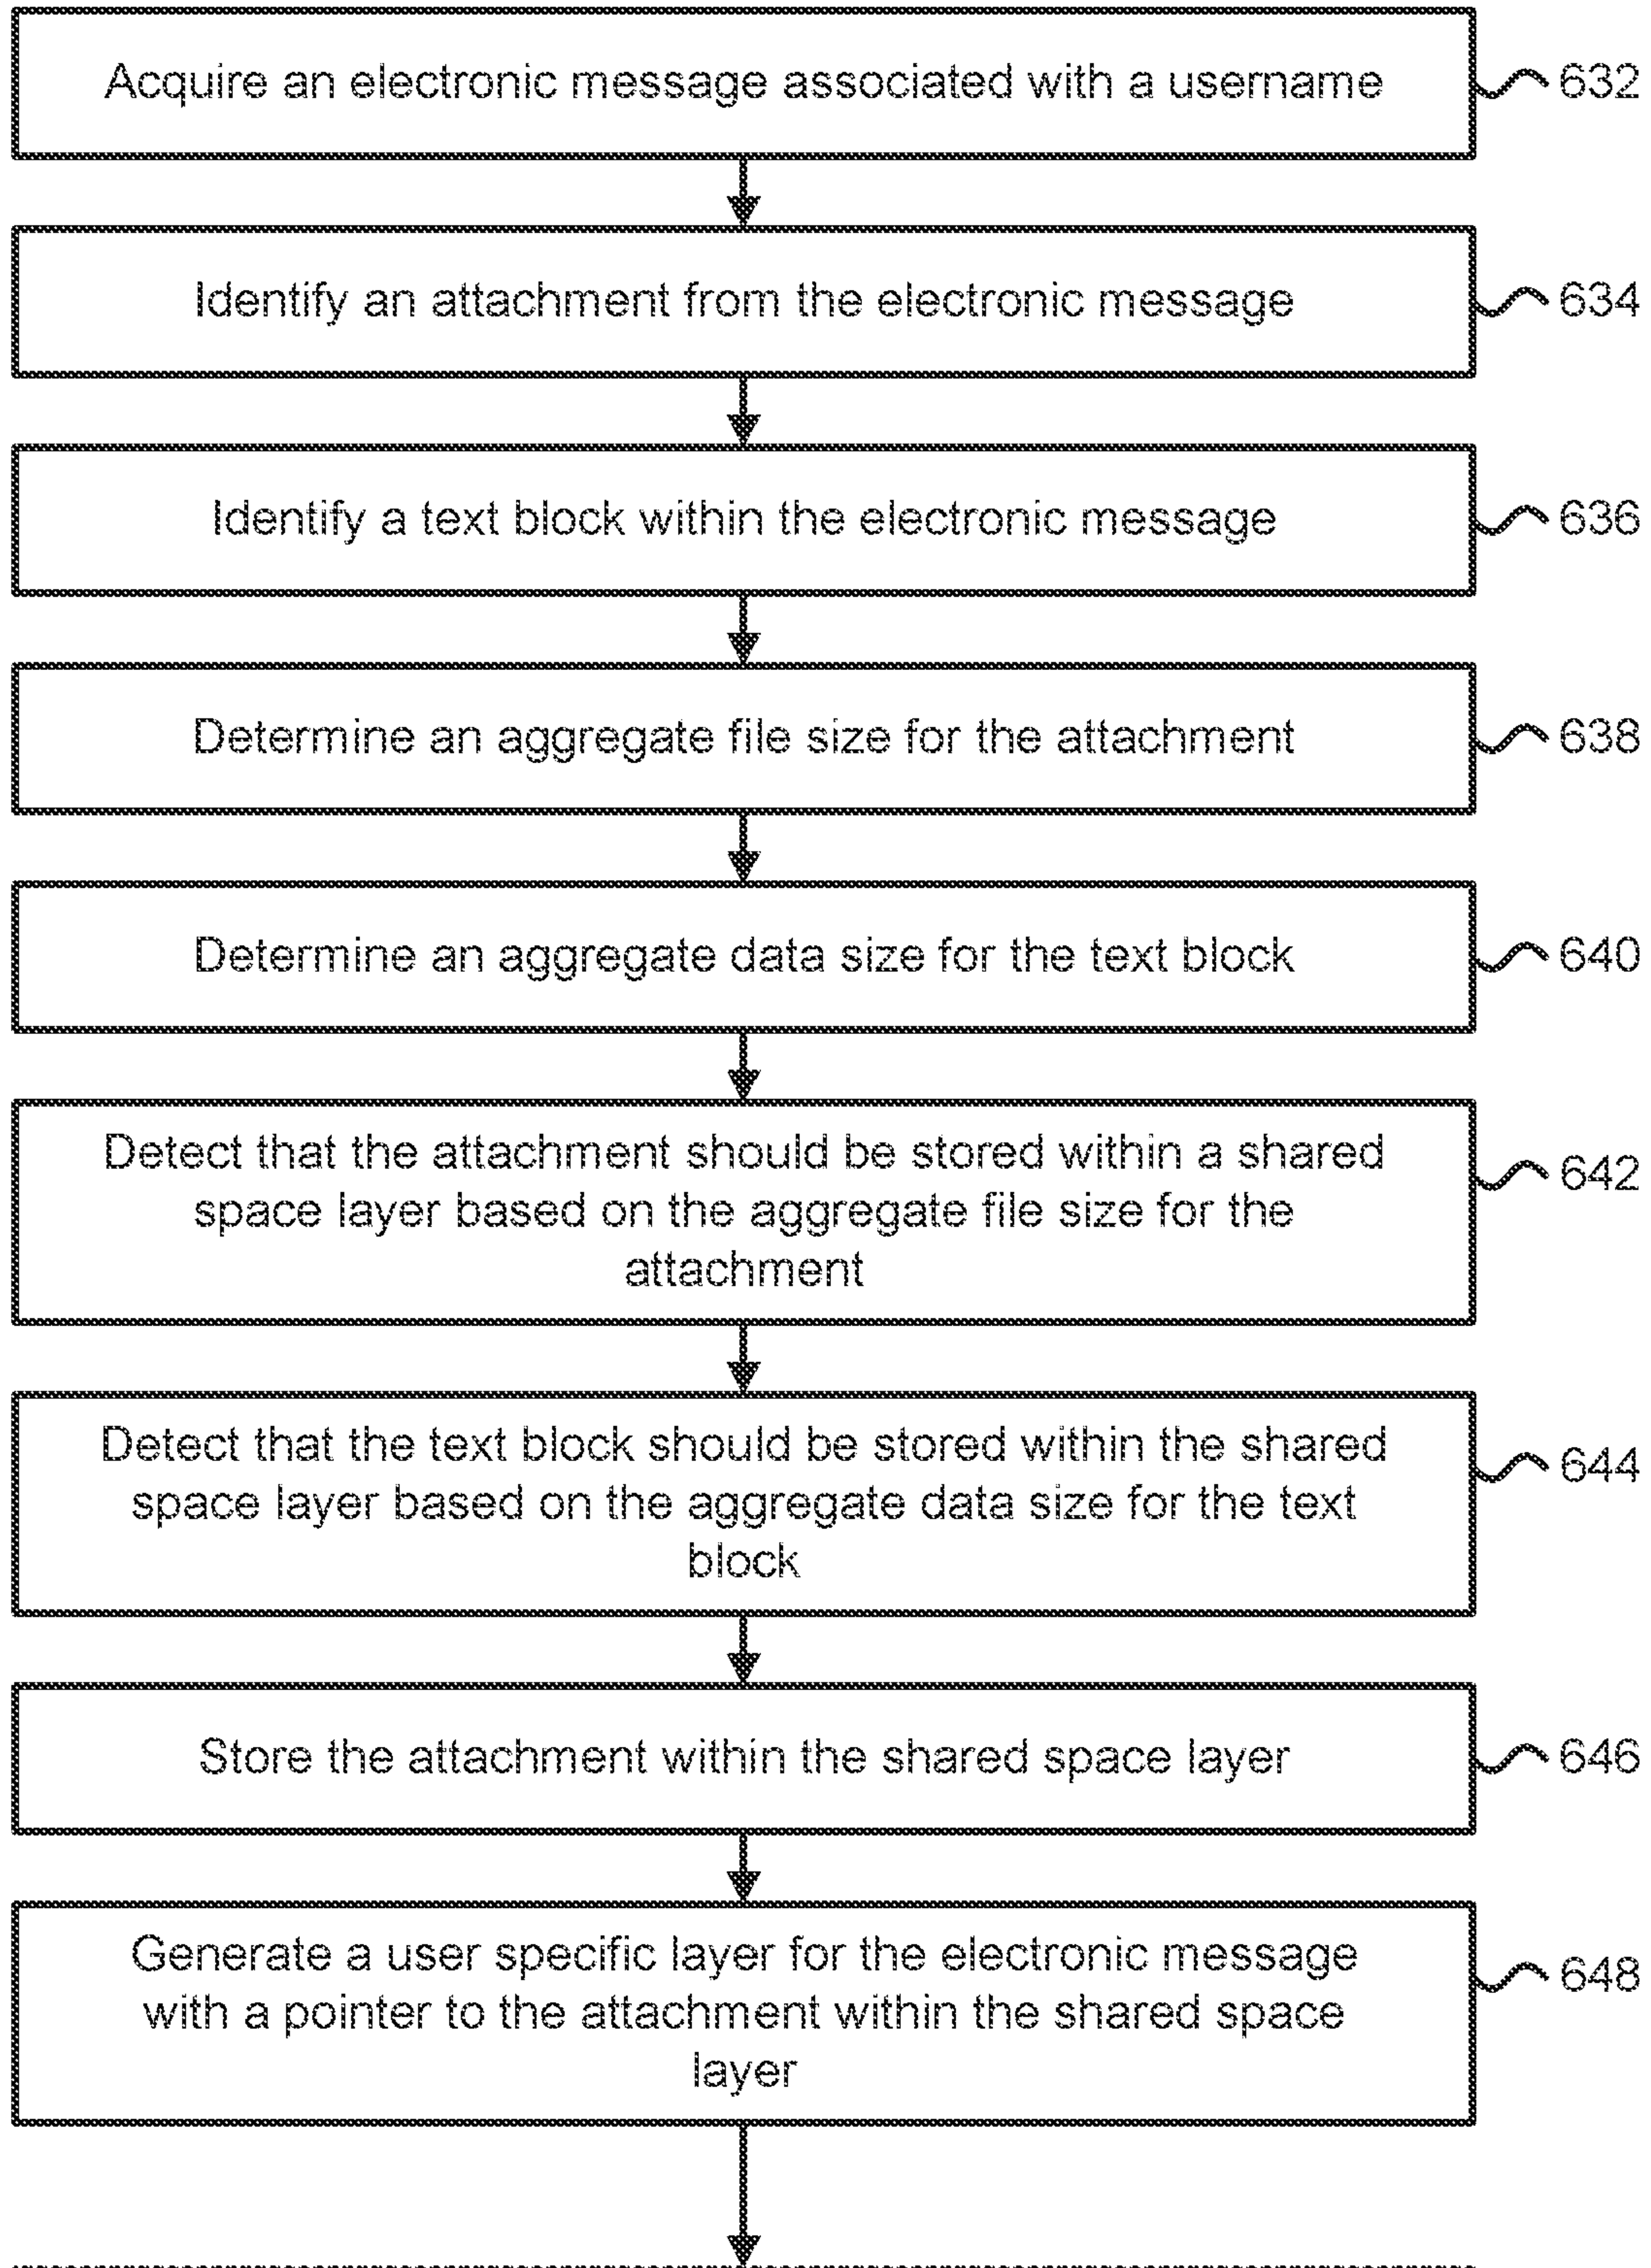 Acquire an electronic message associated with a username
632
Identify an attachment from the electronic message
634
Identify a text block within the electronic message
636
Determine an aggregate file size for the attachment
638
Determine an aggregate data size for the text block
640
Detect that the attachment should be stored within a shared
space layer based on the aggregate file size for the
attachment
642
Detect that the text block should be stored within the shared
space layer based on the aggregate data size for the text
block
644
Store the attachment within the shared space layer
646
Generate a user specific layer for the electronic message
with a pointer to the attachment within the shared space
layer
648